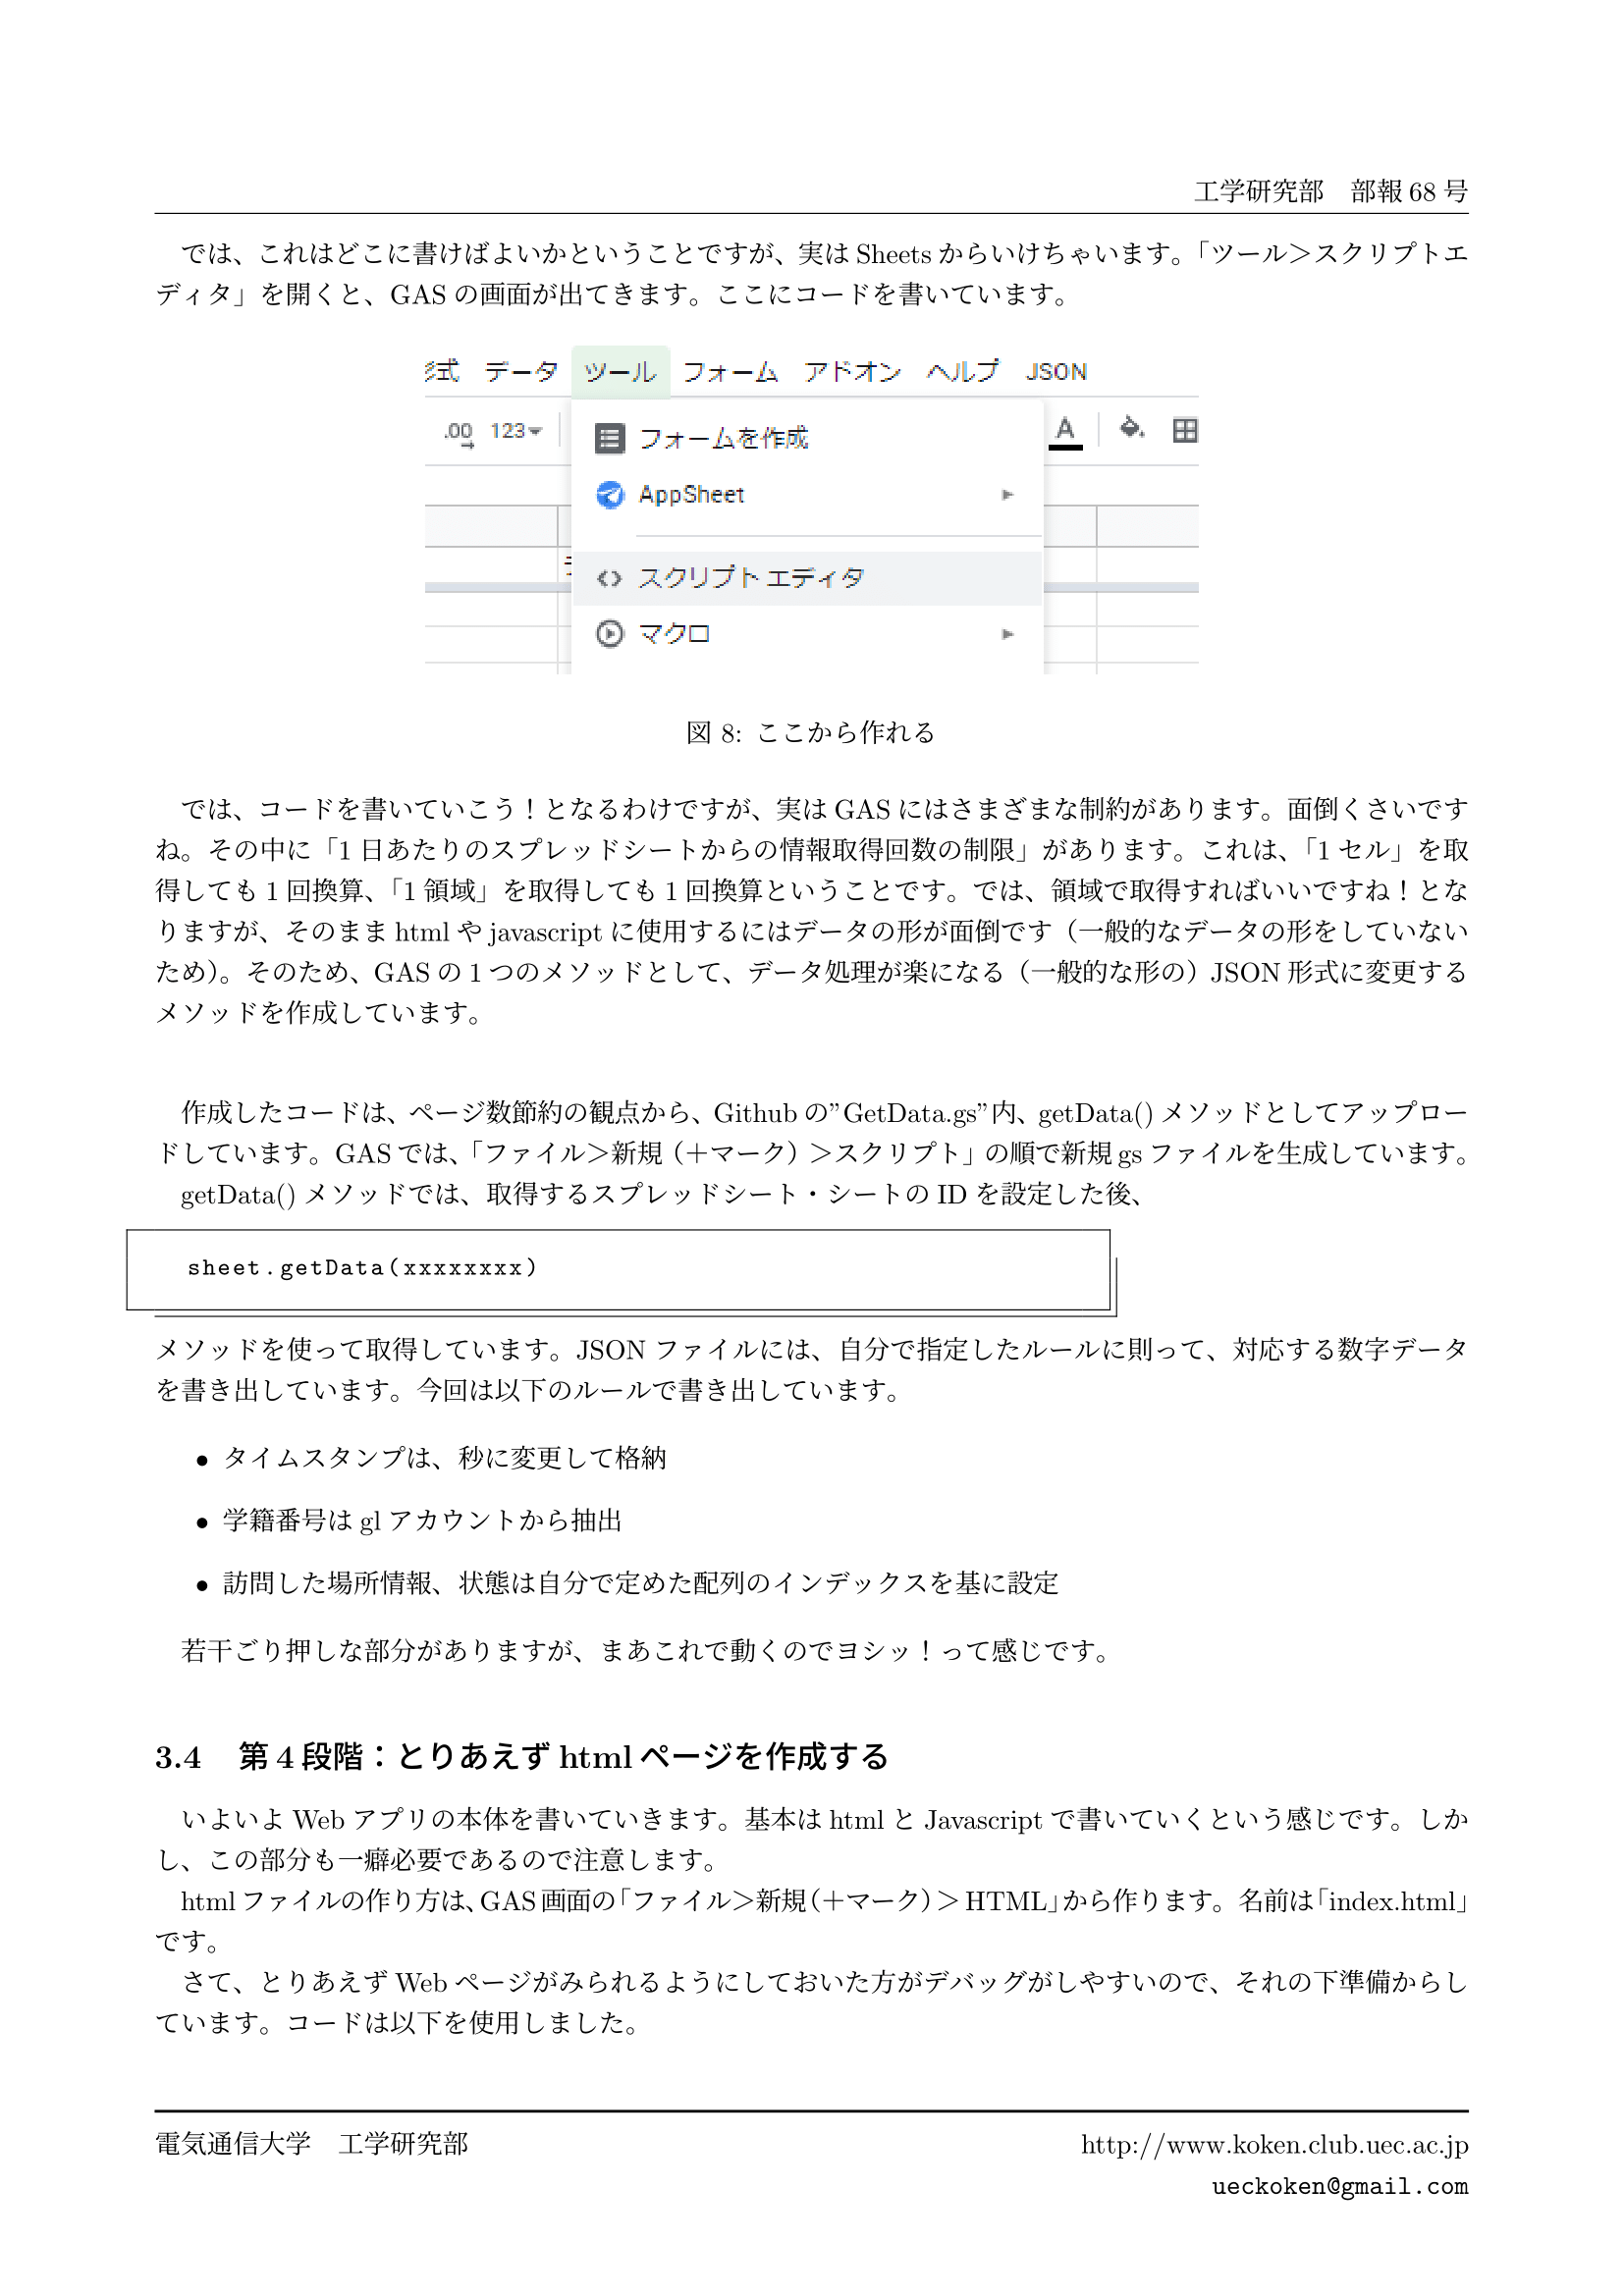 工学研究部　部報 68 号
では、これはどこに書けばよいかということですが、実は Sheets からいけちゃいます。「ツール＞スクリプトエ
ディタ」を開くと、GAS の画面が出てきます。ここにコードを書いています。
データ ツール フォーム アドオン ヘルプ JSON
.00 123 A
フォームを作成
AppSheet
スクリプト エディタ
マクロ
図 8: ここから作れる
では、コードを書いていこう！となるわけですが、実は GAS にはさまざまな制約があります。面倒くさいです
ね。その中に「1 日あたりのスプレッドシートからの情報取得回数の制限」があります。これは、「1 セル」を取
得しても 1 回換算、「1 領域」を取得しても 1 回換算ということです。では、領域で取得すればいいですね！とな
りますが、そのまま html や javascript に使用するにはデータの形が面倒です（一般的なデータの形をしていない
ため）。そのため、GAS の 1 つのメソッドとして、データ処理が楽になる（一般的な形の）JSON 形式に変更する
メソッドを作成しています。
作成したコードは、ページ数節約の観点から、Github の”GetData.gs”内、getData() メソッドとしてアップロー
ドしています。GAS では、「ファイル＞新規（＋マーク）＞スクリプト」の順で新規 gs ファイルを生成しています。
getData() メソッドでは、取得するスプレッドシート・シートの ID を設定した後、
sheet.getData(xxxxxxxx)
メソッドを使って取得しています。JSON ファイルには、自分で指定したルールに則って、対応する数字データ
を書き出しています。今回は以下のルールで書き出しています。
• タイムスタンプは、秒に変更して格納
• 学籍番号は gl アカウントから抽出
• 訪問した場所情報、状態は自分で定めた配列のインデックスを基に設定
若干ごり押しな部分がありますが、まあこれで動くのでヨシッ！って感じです。
3.4　第 4 段階：とりあえず html ページを作成する
いよいよ Web アプリの本体を書いていきます。基本は html と Javascript で書いていくという感じです。しか
し、この部分も一癖必要であるので注意します。
html ファイルの作り方は、GAS 画面の「ファイル＞新規（＋マーク）＞ HTML」から作ります。名前は「index.html」
です。
さて、とりあえず Web ページがみられるようにしておいた方がデバッグがしやすいので、それの下準備からし
ています。コードは以下を使用しました。
電気通信大学　工学研究部
http://www.koken.club.uec.ac.jp
ueckoken@gmail.com